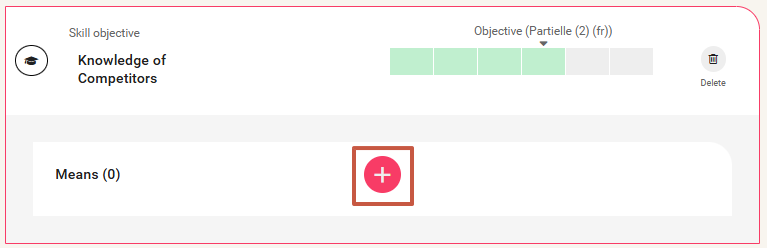 Skill objective
Objective (Partielle (2) (fr))
Knowledge of
Competitors
Delete
Means (0)